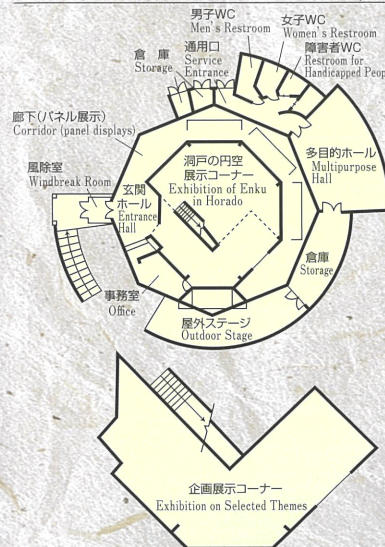 男子WC
Men's Restroom
女子WC
Women's Restroom
障害者WC
Restroom for
Handicapped Peop
通用口
Service
Entrance
倉庫
Storage
廊下(パネル展示)
Corridor (panel displays)
風除室
Windbreak Room
玄関
ホール
Entrance
Hall
洞戸の円空
展示コーナー
Exhibition of Enku
in Horado
多目的ホール
Multipurpose
Hall
倉庫
Storage
事務室
Office
屋外ステージ
Outdoor Stage
企画展示コーナー
Exhibition on Selected Themes